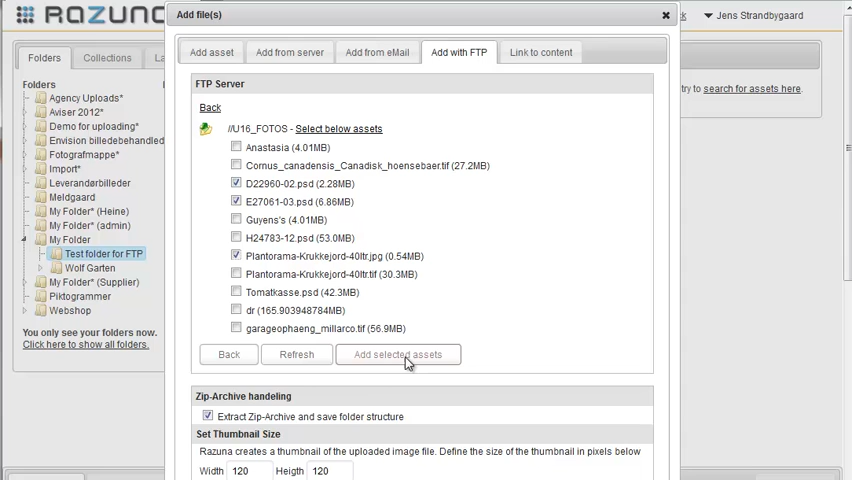 RAZUNA
Add file(s)
Jens Strandbygaard
Folders
Collections
Add asset
Add from server
Add from eMail
Add with FTP
Link to content
Folders
Agency Uploads*
Aviser 2012*
Demo for uploading*
Envision billedebehandled
Fotografmappe*
Import*
Leverandørbilleder
Meldgaard
My Folder* (Heine)
My Folder* (admin)
My Folder
Test folder for FTP
Wolf Garten
My Folder* (Supplier)
Piktogrammer
Webshop
You only see your folders now.
Click here to show all folders.
FTP Server
Back
//U16_FOTOS - Select below assets
Anastasia (4.01MB)
Cornus_canadensis_Canadisk_hoensebaer.tif (27.2MB)
D22960-02.psd (2.28MB)
E27061-03.psd (6.86MB)
Guyens's (4.01MB)
H24783-12.psd (53.0MB)
Plantorama-Krukkejord-40ltr.jpg (0.54MB)
Plantorama-Krukkejord-40ltr.tif (30.3MB)
Tomatkasse.psd (42.3MB)
dr (165.903948784MB)
garageophaeng_millarco.tif (56.9MB)
Back
Refresh
Add selected assets
try to search for assets here.
Zip-Archive handeling
Extract Zip-Archive and save folder structure
Set Thumbnail Size
Razuna creates a thumbnail of the uploaded image file. Define the size of the thumbnail in pixels below
Width 120 Heigth 120